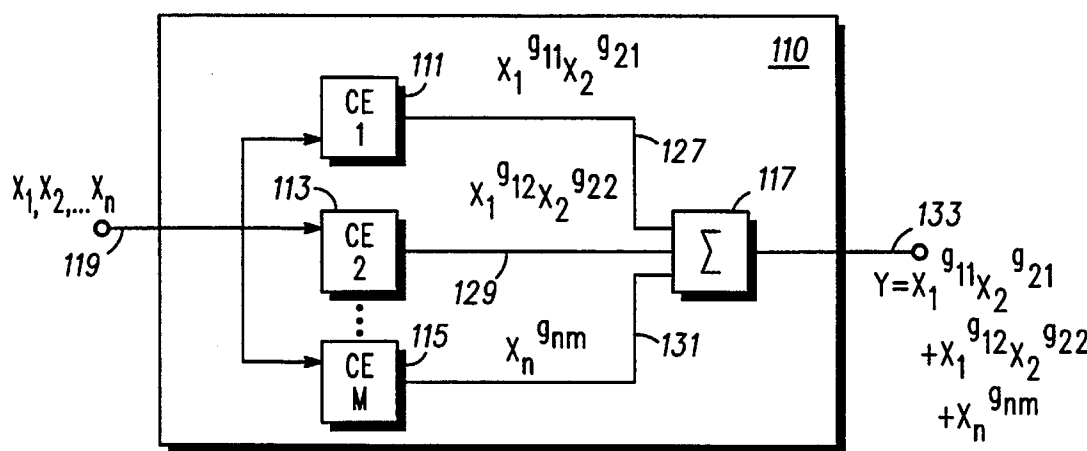 110
111
CE
1
X₁^g₁₁ X₂^g₂₁
127
X₁,X₂,... Xₙ
119
113
CE
2
X₁^g₁₂ X₂^g₂₂
129
117
Σ
133
115
CE
M
Xₙ^gₙₘ
131
Y=X₁^g₁₁ X₂^g₂₁
+X₁^g₁₂ X₂^g₂₂
+Xₙ^gₙₘ